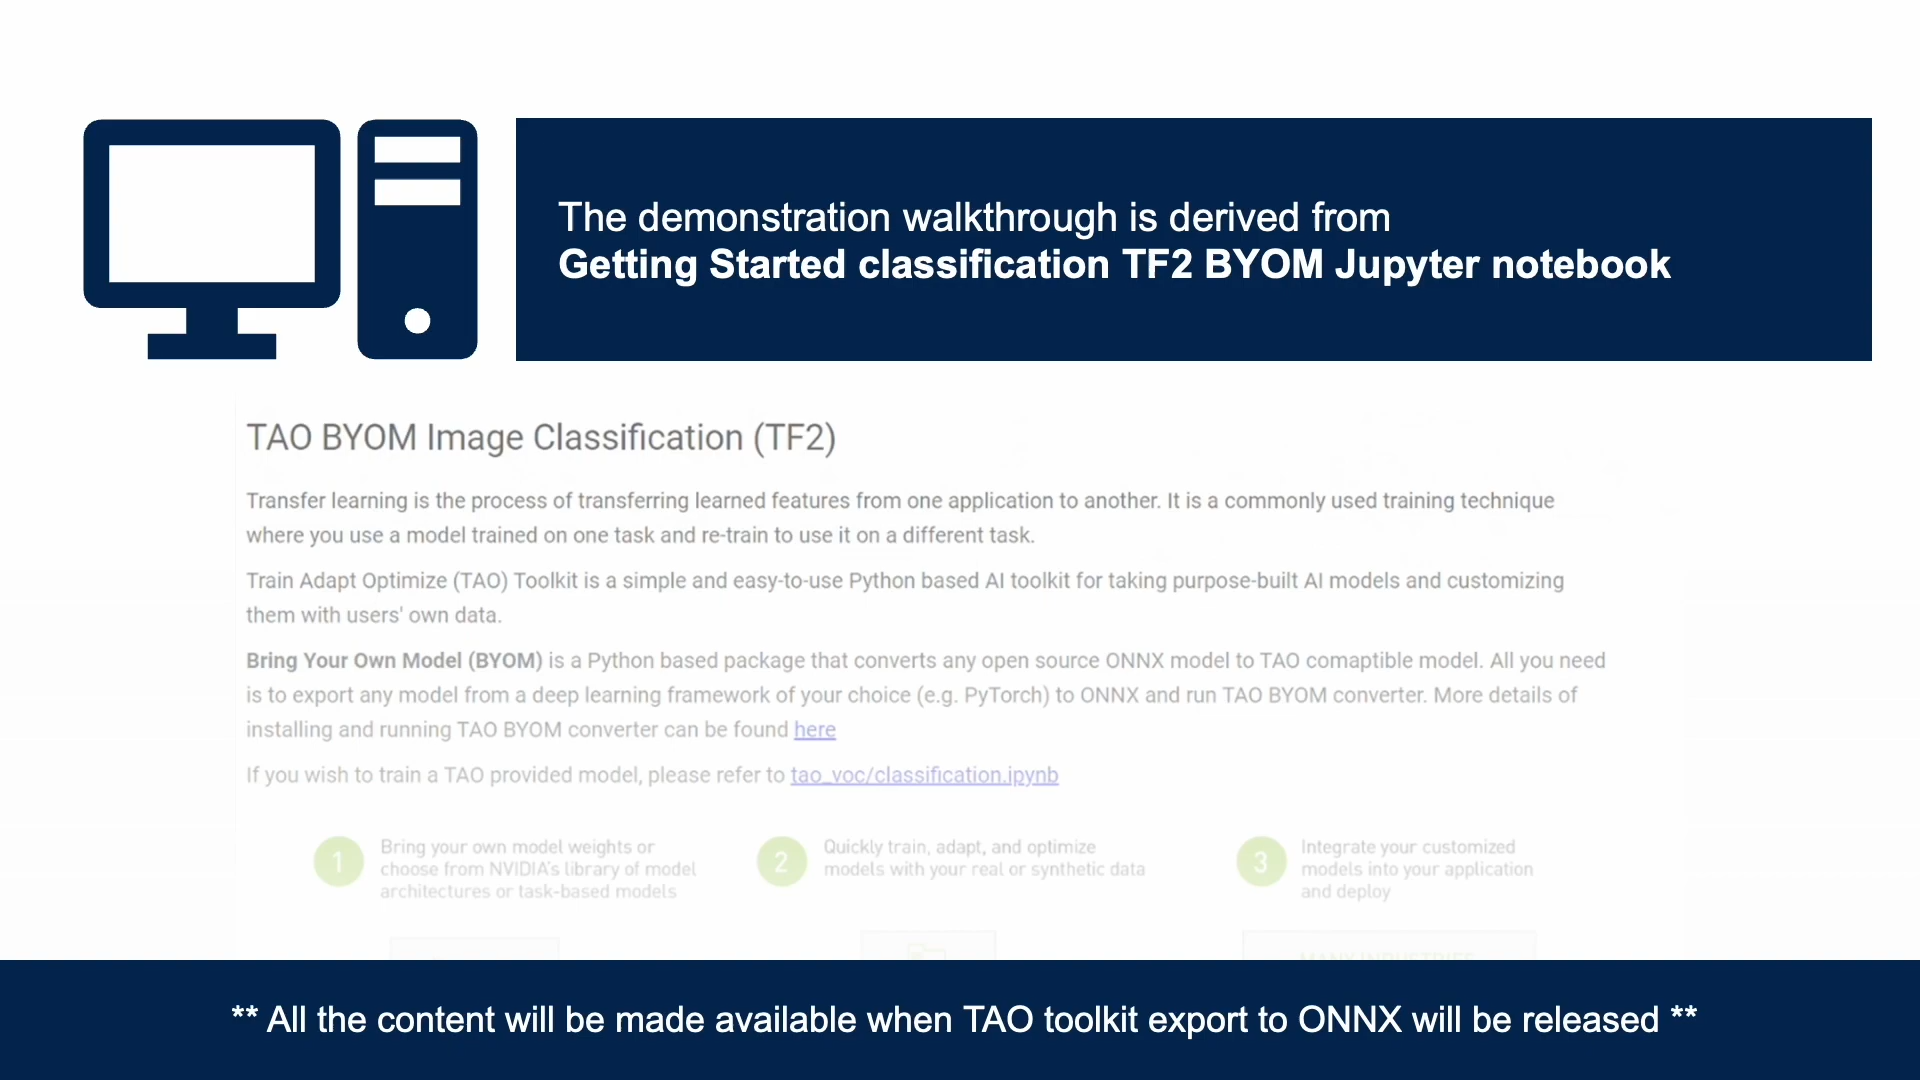 The demonstration walkthrough is derived from
Getting Started classification TF2 BYOM Jupyter notebook
TAO BYOM Image Classification (TF2)
Transfer learning is the process of transferring learned features from one application to another. It is a commonly used training technique
where you use a model trained on one task and re-train to use it on a different task.
Train Adapt Optimize (TAO) Toolkit is a simple and easy-to-use Python based AI toolkit for taking purpose-built AI models and customizing
them with users' own data.
Bring Your Own Model (BYOM) is a Python based package that converts any open source ONNX model to TAO comaptible model. All you need
is to export any model from a deep learning framework of your choice (e.g. PyTorch) to ONNX and run TAO BYOM converter. More details of
installing and running TAO BYOM converter can be found here
If you wish to train a TAO provided model, please refer to tao_voc/classification.ipynb
1
Bring your own model weights or
choose from NVIDIA's library of model
architectures or task-based models
2
Quickly train, adapt, and optimize
models with your real or synthetic data
3
Integrate your customized
models into your application
and deploy
** All the content will be made available when TAO toolkit export to ONNX will be released **